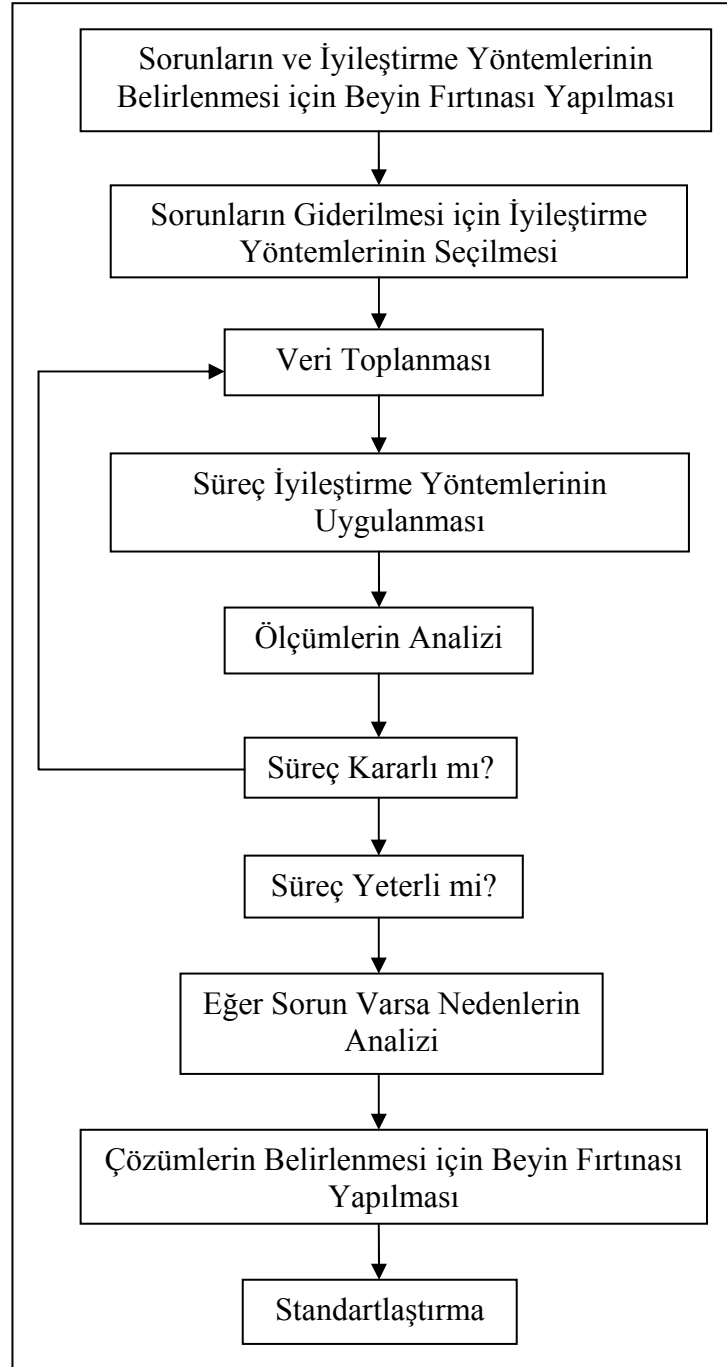 Sorunların ve İyileştirme Yöntemlerinin
Belirlenmesi için Beyin Fırtınası Yapılması
Sorunların Giderilmesi için İyileştirme
Yöntemlerinin Seçilmesi
Veri Toplanması
Süreç İyileştirme Yöntemlerinin
Uygulanması
Ölçümlerin Analizi
Süreç Kararlı mı?
Süreç Yeterli mi?
Eğer Sorun Varsa Nedenlerin
Analizi
Çözümlerin Belirlenmesi için Beyin Fırtınası
Yapılması
Standartlaştırma